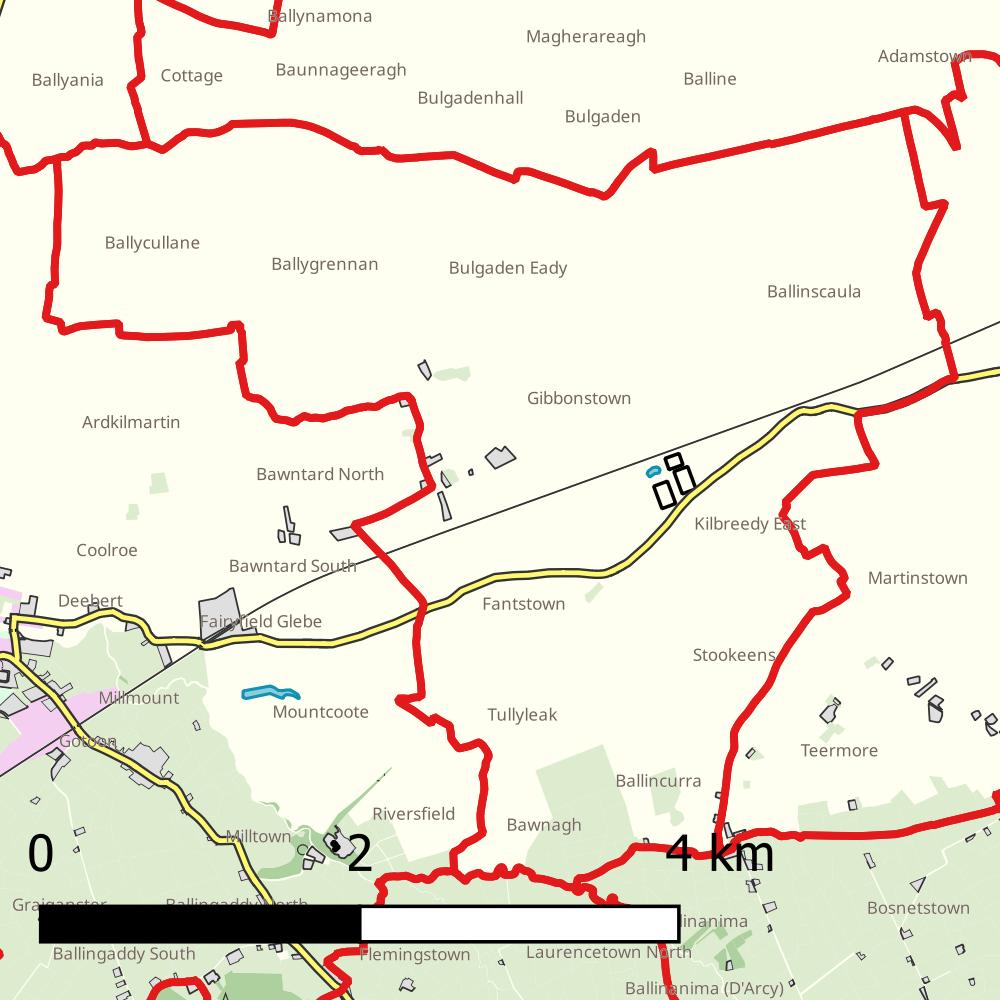 Ballynamona
Magherareagh
Adamstown
Ballyania
Cottage
Baunnageeragh
Balline
Bulgadenhall
Bulgaden
Ballycullane
Ballygrennan
Bulgaden Eady
Ballinscaula
Gibbonstown
Ardkilmartin
Bawntard North
Kilbreedy East
Coolroe
Bawntard South
Martinstown
Deebert
Fantstown
Fairyfield Glebe
Stookeens
Millmount
Mountcoote
Tullyleak
Gotoon
Teermore
Ballincurra
Riversfield
Bawnagh
Milltown
0
2
4 km
Graiganster
Ballingaddy North
Bosnetstown
Ballingaddy South
Flemingstown
Laurencetown North
Ballinanima (D'Arcy)